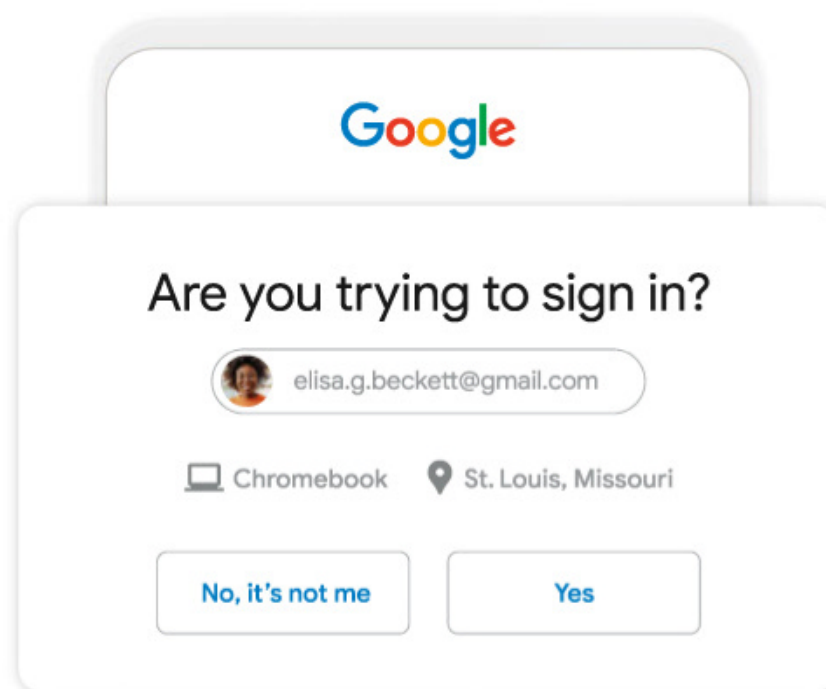 Google
Are you trying to sign in?
elisa.g.beckett@gmail.com
Chromebook St. Louis, Missouri
No, it's not me Yes